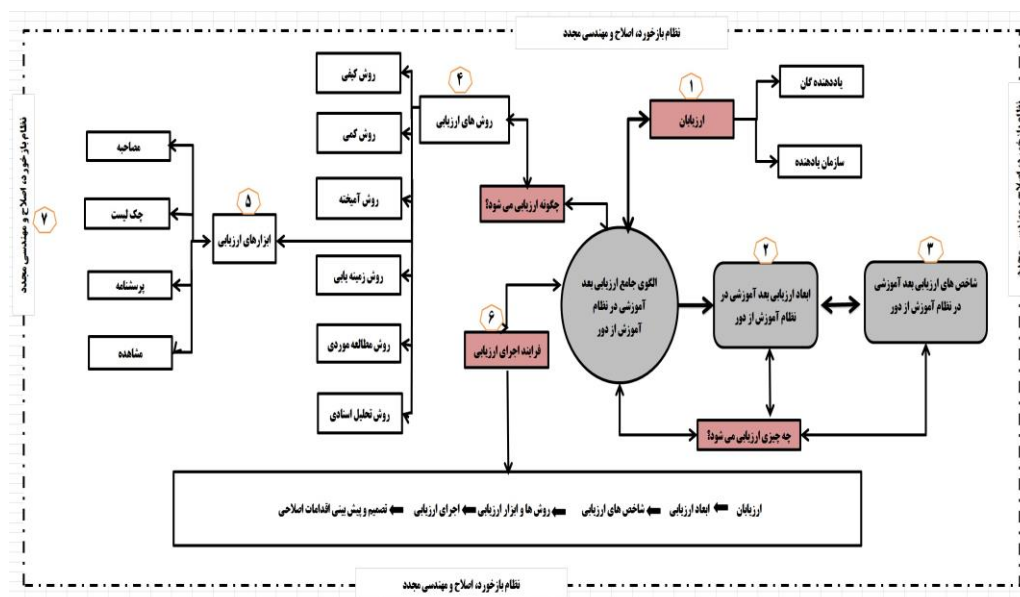 نظام بازخورد، اصلاح و مهندسی مجدد
نظام بازخورد، اصلاح و مهندسی مجدد
۱
ارزیابان
یاددهنده گان
سازمان یادهنده
۲
ابعاد ارزیابی بعد آموزشی در
نظام آموزش از دور
۳
شاخص های ارزیابی بعد آموزشی
در نظام آموزش از دور
چه چیزی ارزیابی می شود؟
الگوی جامع ارزیابی بعد
آموزشی در نظام
آموزش از دور
چگونه ارزیابی می شود؟
۴
روش های ارزیابی
روش کیفی
روش کمی
روش آمیخته
روش زمینه یابی
روش مطالعه موردی
روش تحلیل اسنادی
۵
ابزارهای ارزیابی
مصاحبه
چک لیست
پرسشنامه
مشاهده
۶
فرایند اجرای ارزیابی
ارزیابان ← ابعاد ارزیابی ← شاخص های ارزیابی ← روش ها و ابزار ارزیابی ← اجرای ارزیابی ← تصمیم و پیش بینی اقدامات اصلاحی
۷
نظام بازخورد، اصلاح و مهندسی مجدد
نظام بازخورد، اصلاح و مهندسی مجدد